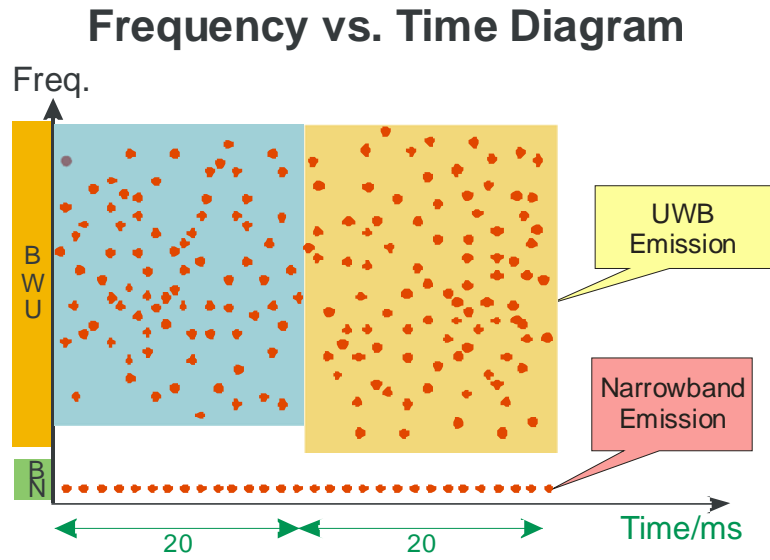 Frequency vs. Time Diagram
Freq.
B
W
U
UWB
Emission
Narrowband
Emission
B
N
20
20
Time/ms